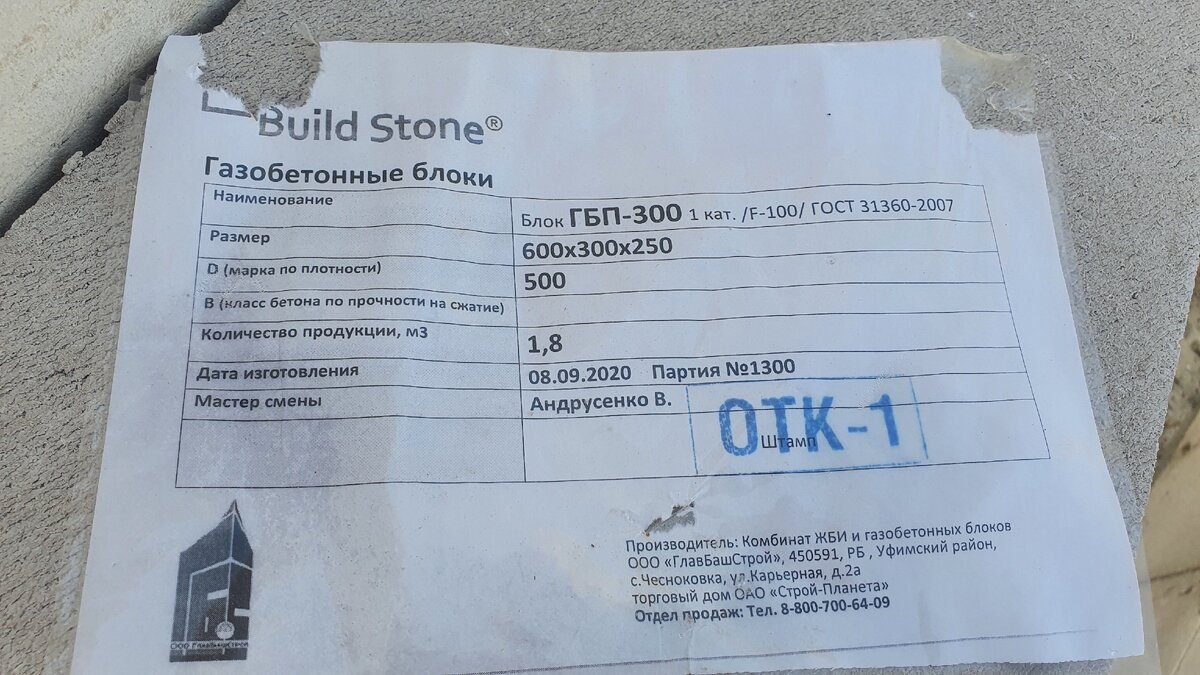 Build Stone®
Газобетонные блоки
Наименование
Блок ГБП-300 1 кат. /F-100/ ГОСТ 31360-2007
Размер
600х300х250
D (марка по плотности)
500
В (класс бетона по прочности на сжатие)
Количество продукции, м3
1,8
Дата изготовления
08.09.2020 Партия №1300
Мастер смены
Андрусенко В.
ОТК-1
Штамп
Производитель: Комбинат ЖБИ и газобетонных блоков
ООО «ГлавБашСтрой», 450591, РБ , Уфимский район,
с.Чесноковка, ул.Карьерная, д.2а
торговый дом ОАО «Строй-Планета»
Отдел продаж: Тел. 8-800-700-64-09
ООО ГлавБашСтрой